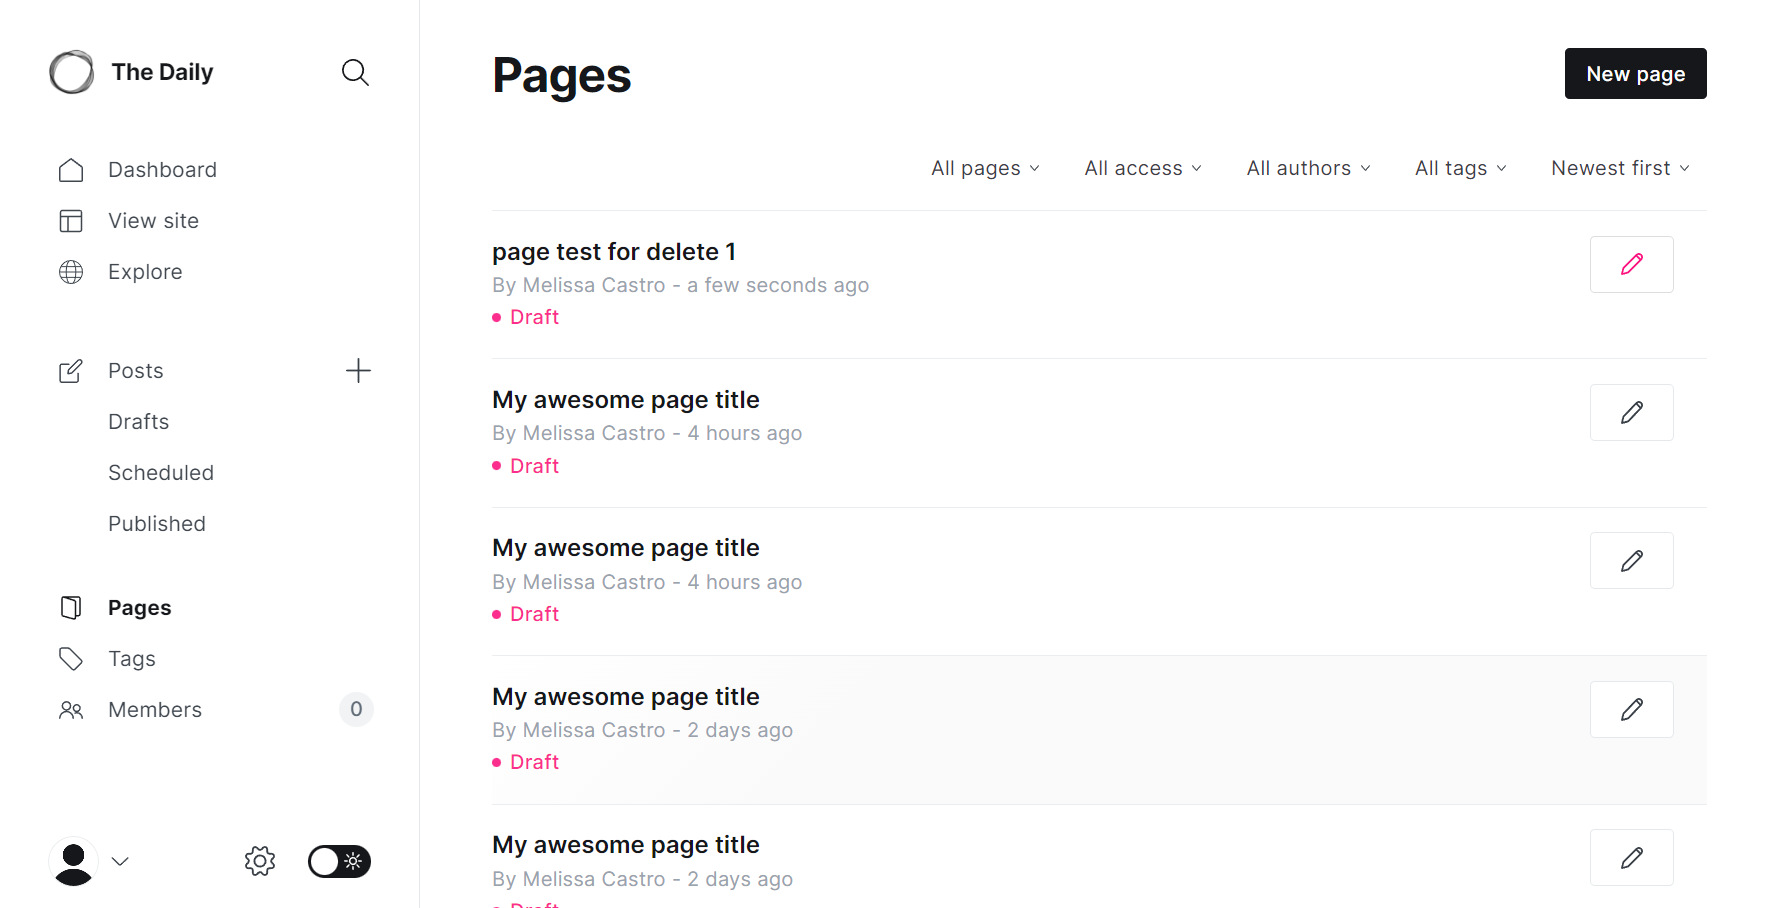 The Daily
Dashboard
View site
Explore
Posts
Drafts
Scheduled
Published
Pages
Tags
Members
0
Pages
New page
All pages
All access
All authors
All tags
Newest first
page test for delete 1
By Melissa Castro - a few seconds ago
Draft
My awesome page title
By Melissa Castro - 4 hours ago
Draft
My awesome page title
By Melissa Castro - 4 hours ago
Draft
My awesome page title
By Melissa Castro - 2 days ago
Draft
My awesome page title
By Melissa Castro - 2 days ago
Draft